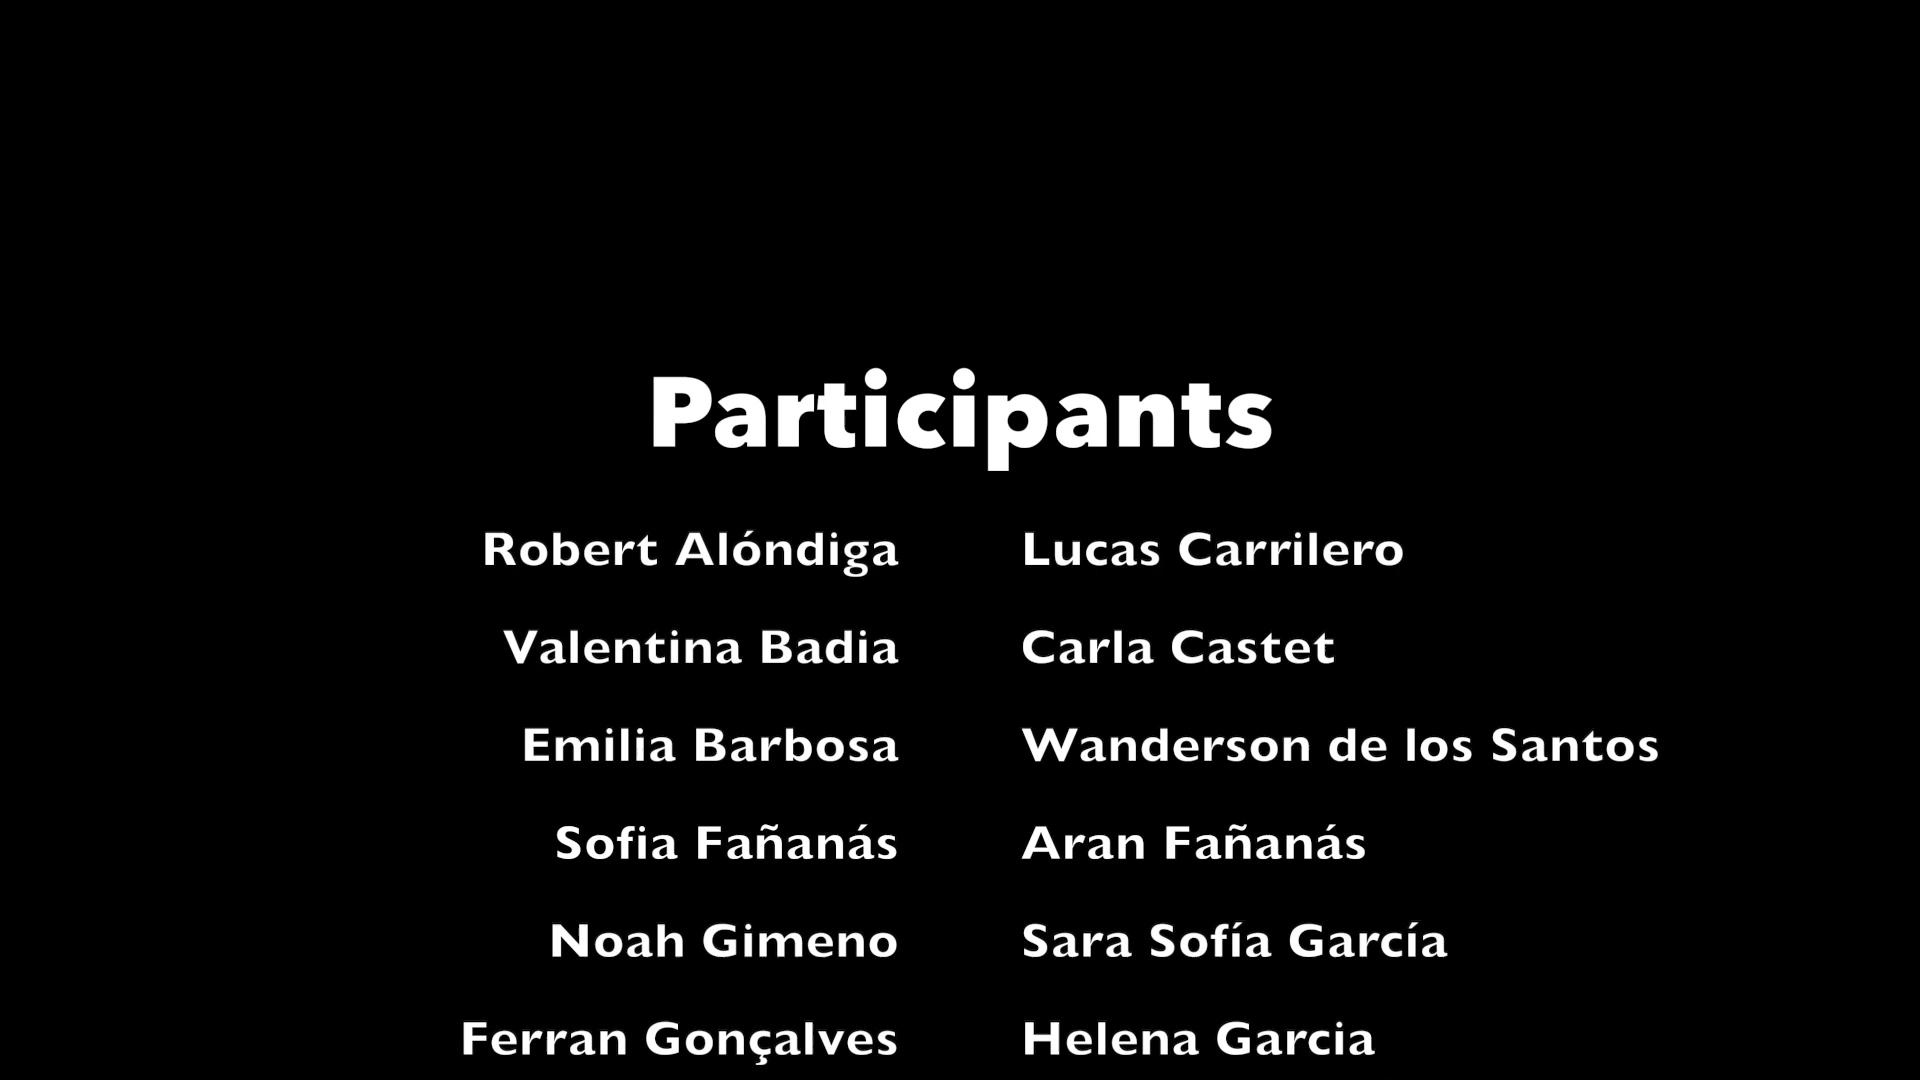 Participants
Robert Alóndiga Lucas Carrilero
Valentina Badia Carla Castet
Emilia Barbosa Wanderson de los Santos
Sofia Fañanás Aran Fañanás
Noah Gimeno Sara Sofía García
Ferran Gonçalves Helena Garcia